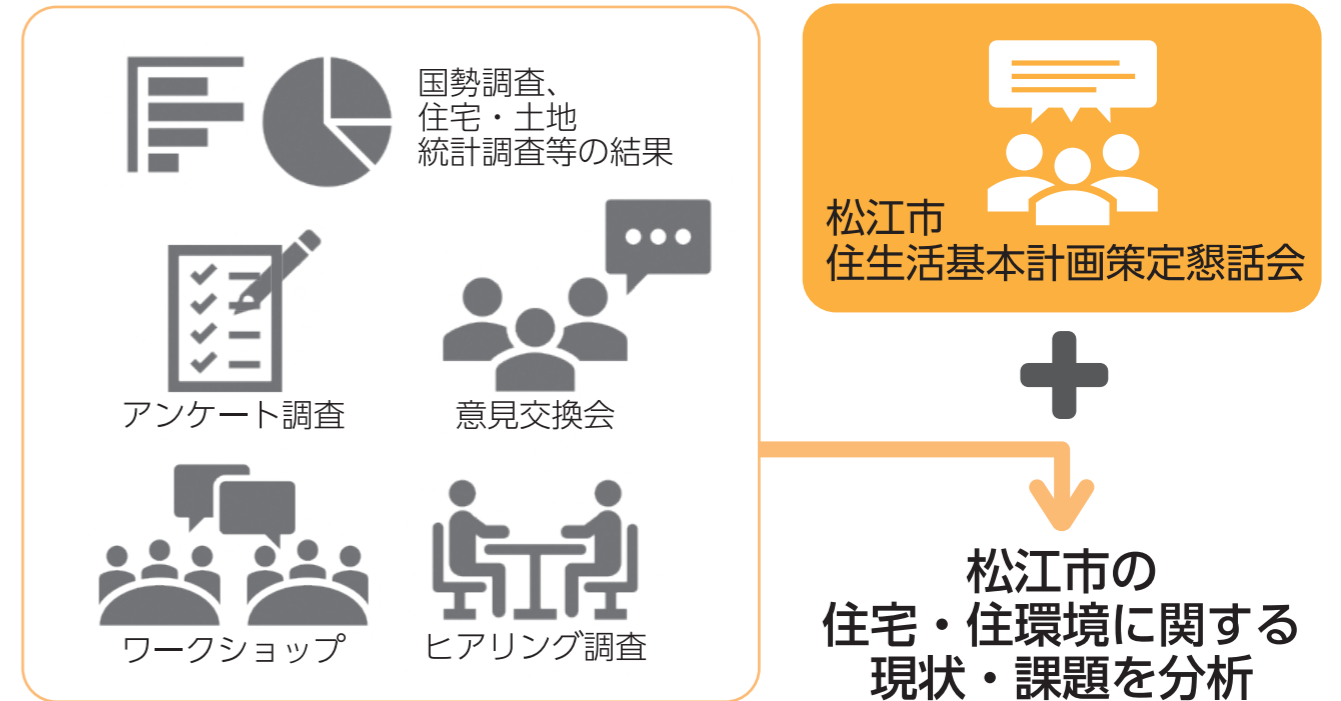 国勢調査、
住宅・土地
統計調査等の結果
アンケート調査
意見交換会
ワークショップ
ヒアリング調査
松江市
住生活基本計画策定懇話会
松江市の
住宅・住環境に関する
現状・課題を分析